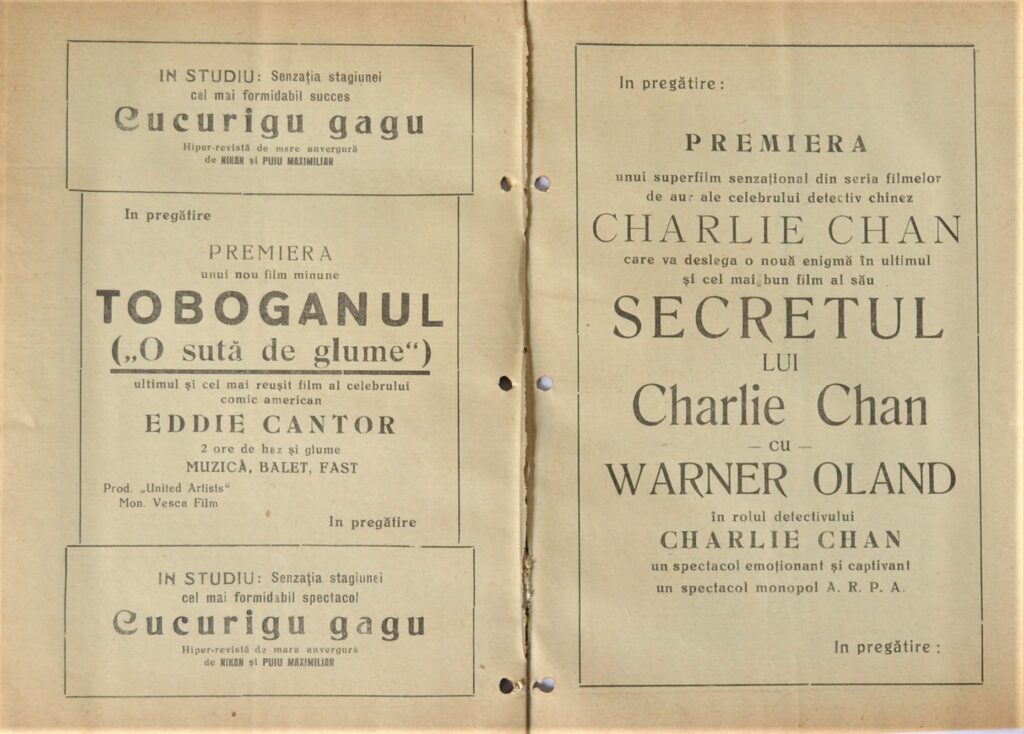 IN STUDIU: Senzația stagiunei
cel mai formidabil succes
Cucurigu gagu
Hiper-revistă de mare anvergură
de NIKAN și PUIU MAXIMILIAN
In pregătire
PREMIERA
unui nou film minune
TOBOGANUL
(„O sută de glume“)
ultimul și cel mai reușit film al celebrului
comic american
EDDIE CANTOR
2 ore de haz și glume
MUZICĂ, BALET, FAST
Prod. „United Artists“
Mon. Vesca Film
In pregătire
IN STUDIU: Senzația stagiunei
cel mai formidabil spectacol
Cucurigu gagu
Hiper-revistă de mare anvergură
de NIKAN și PUIU MAXIMILIAN
In pregătire:
PREMIERA
unui superfilm senzațional din seria filmelor
de aur ale celebrului detectiv chinez
CHARLIE CHAN
care va deslega o nouă enigmă în ultimul
și cel mai bun film al său
SECRETUL
LUI
Charlie Chan
– CU –
WARNER OLAND
în rolul detectivului
CHARLIE CHAN
un spectacol emoționant și captivant
un spectacol monopol A. R. P. A.
In pregătire: